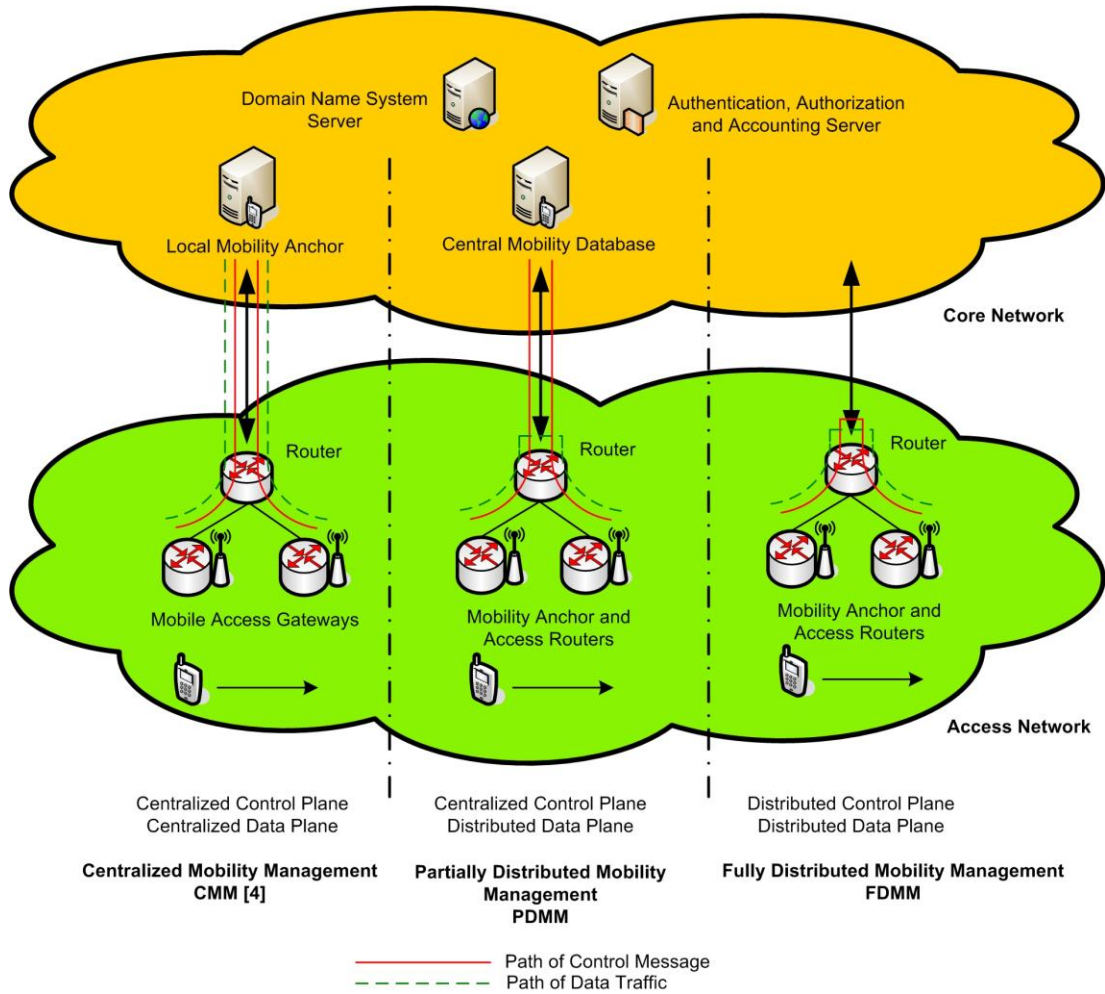 Domain Name System
Server
Authentication, Authorization
and Accounting Server
Local Mobility Anchor
Central Mobility Database
Core Network
Router
Router
Router
Mobile Access Gateways
Mobility Anchor and
Access Routers
Mobility Anchor and
Access Routers
Access Network
Centralized Control Plane
Centralized Data Plane
Centralized Mobility Management
CMM [4]
Centralized Control Plane
Distributed Data Plane
Partially Distributed Mobility
Management
PDMM
Distributed Control Plane
Distributed Data Plane
Fully Distributed Mobility Management
FDMM
Path of Control Message
Path of Data Traffic